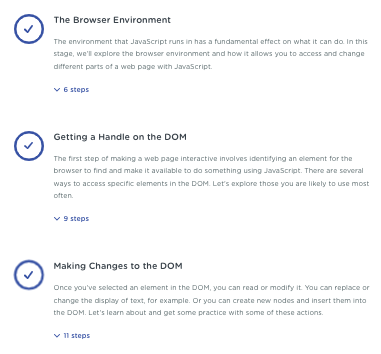 The Browser Environment
The environment that JavaScript runs in has a fundamental effect on what it can do. In this
stage, we'll explore the browser environment and how it allows you to access and change
different parts of a web page with JavaScript.
6 steps
Getting a Handle on the DOM
The first step of making a web page interactive involves identifying an element for the
browser to find and make it available to do something using JavaScript. There are several
ways to access specific elements in the DOM. Let's explore those you are likely to use most
often.
9 steps
Making Changes to the DOM
Once you've selected an element in the DOM, you can read or modify it. You can replace or
change the display of text, for example. Or you can create new nodes and insert them into
the DOM. Let's learn about and get some practice with some of these actions.
11 steps